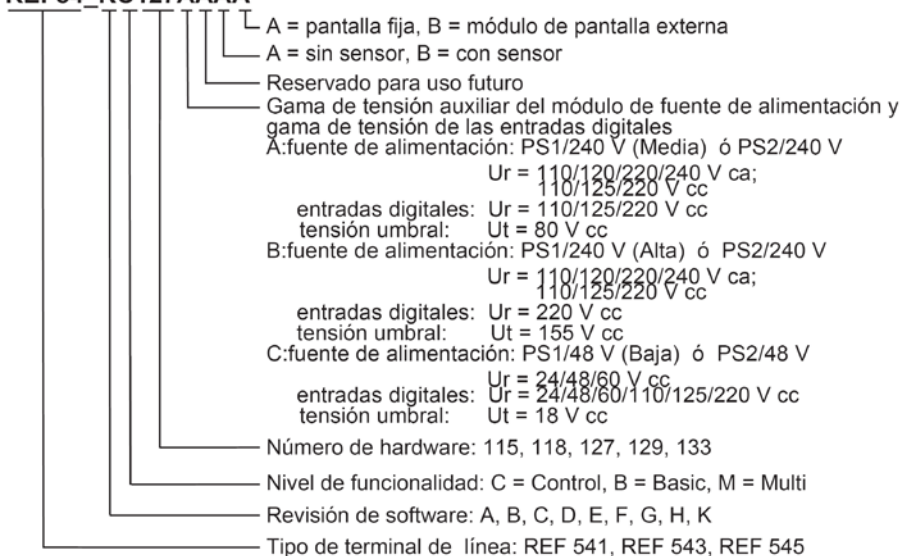 A = pantalla fija, B = módulo de pantalla externa
A = sin sensor, B = con sensor
Reservado para uso futuro
Gama de tensión auxiliar del módulo de fuente de alimentación y
gama de tensión de las entradas digitales
A:fuente de alimentación: PS1/240 V (Media) ó PS2/240 V
Ur = 110/120/220/240 V ca;
110/125/220 V cc
entradas digitales: Ur = 110/125/220 V cc
tensión umbral: Ut = 80 V cc
B:fuente de alimentación: PS1/240 V (Alta) ó PS2/240 V
Ur = 110/120/220/240 V ca;
110/125/220 V cc
entradas digitales: Ur = 220 V cc
tensión umbral: Ut = 155 V cc
C:fuente de alimentación: PS1/48 V (Baja) ó PS2/48 V
Ur = 24/48/60 V cc
entradas digitales: Ur = 24/48/60/110/125/220 V cc
tensión umbral: Ut = 18 V cc
Número de hardware: 115, 118, 127, 129, 133
Nivel de funcionalidad: C = Control, B = Basic, M = Multi
Revisión de software: A, B, C, D, E, F, G, H, K
Tipo de terminal de línea: REF 541, REF 543, REF 545